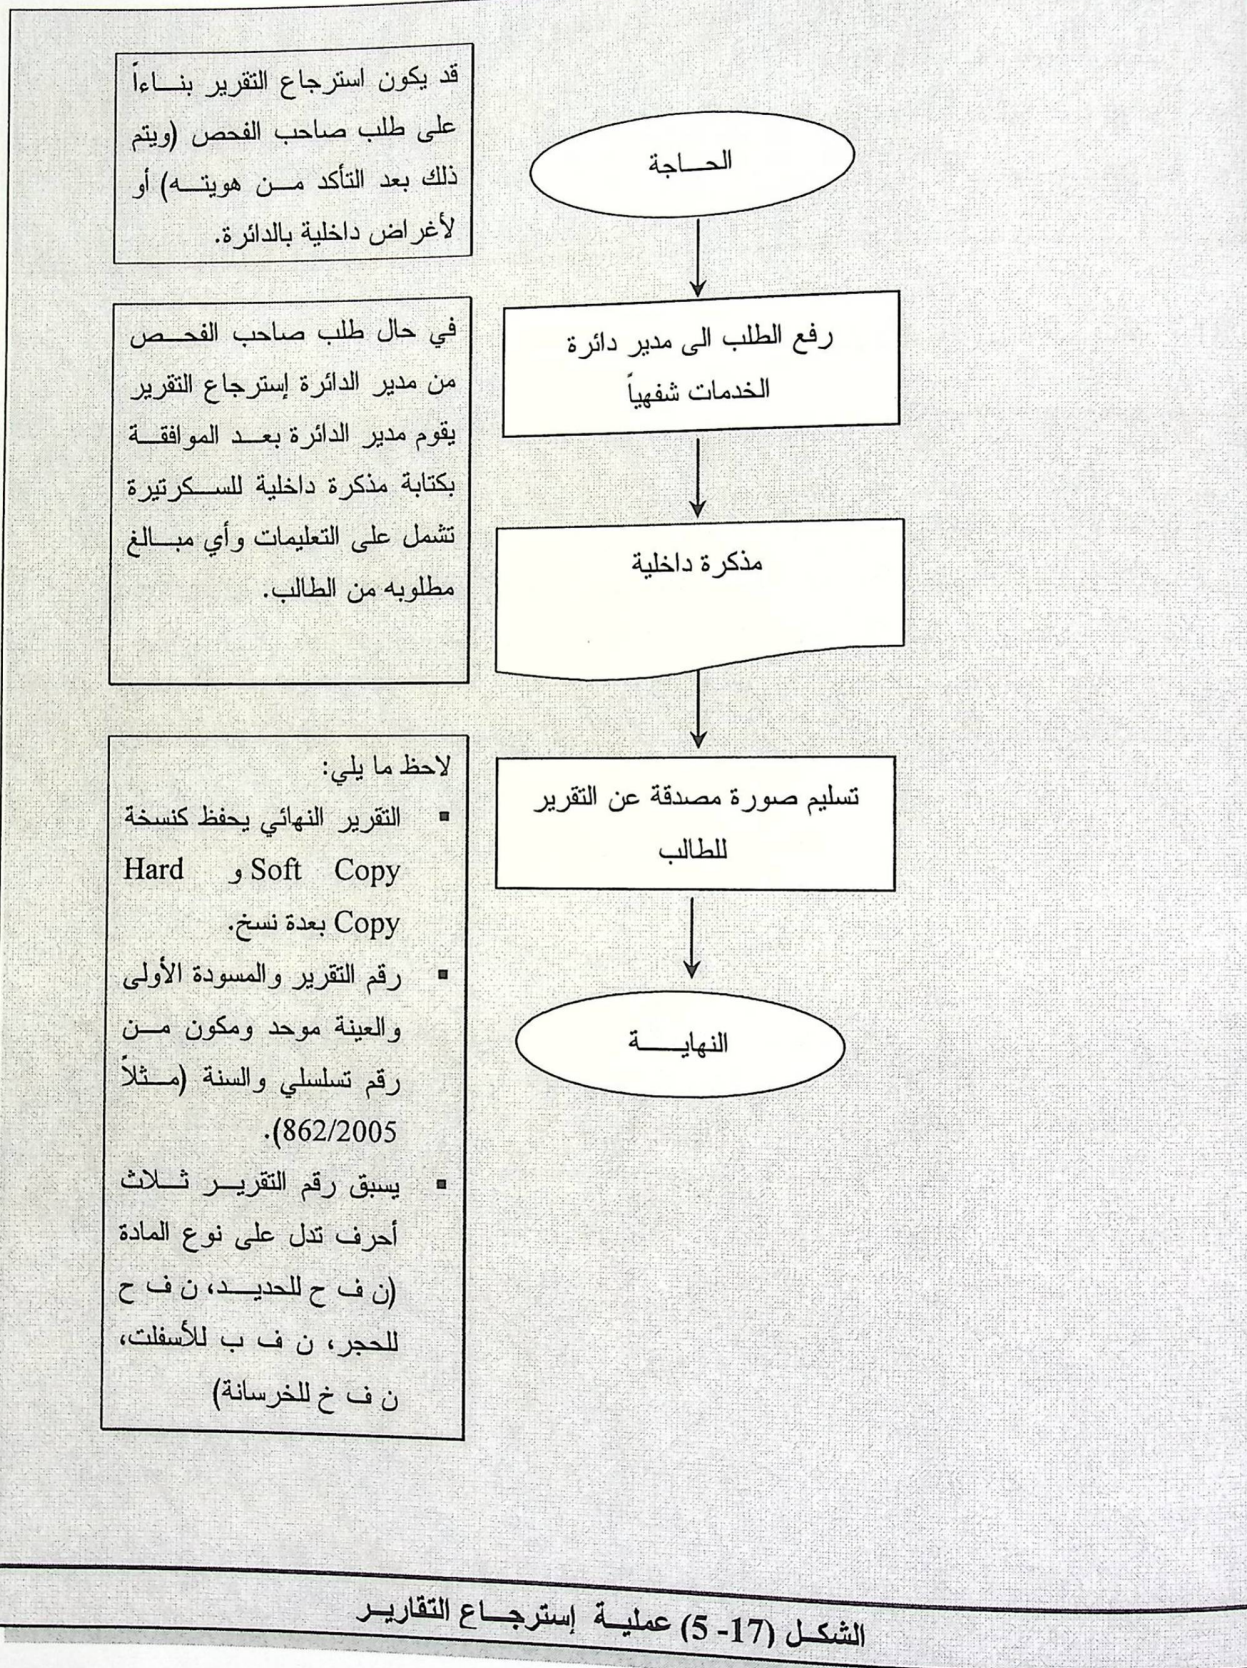 قد يكون استرجاع التقرير بناءاً
على طلب صاحب الفحص (ويتم
ذلك بعد التأكد من هويته) أو
لأغراض داخلية بالدائرة.
الحاجة
في حال طلب صاحب الفحص
من مدير الدائرة إسترجاع التقرير
يقوم مدير الدائرة بعد الموافقة
بكتابة مذكرة داخلية للسكرتيرة
تشمل على التعليمات وأي مبالغ
مطلوبه من الطالب.
رفع الطلب الى مدير دائرة
الخدمات شفهياً
مذكرة داخلية
لاحظ ما يلي:
▪ التقرير النهائي يحفظ كنسخة
Soft Copy و Hard
Copy بعدة نسخ.
▪ رقم التقرير والمسودة الأولى
والعينة موحد ومكون من
رقم تسلسلي والسنة (مثلاً
862/2005).
▪ يسبق رقم التقرير ثلاث
أحرف تدل على نوع المادة
(ن ف ح للحديد، ن ف ح
للحجر، ن ف ب للأسفلت،
ن ف خ للخرسانة)
تسليم صورة مصدقة عن التقرير
للطالب
النهاية
الشكل (17- 5) عملية إسترجاع التقارير